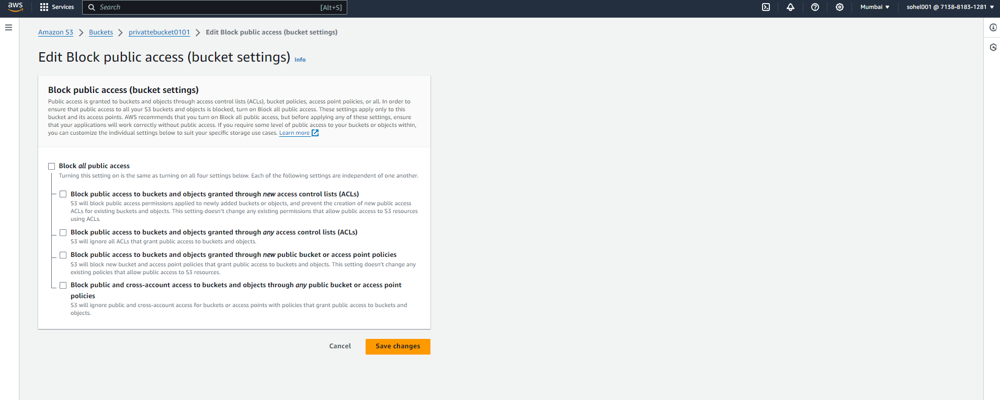 aws
Services
Search
[Alt+S]
Mumbai
sohel001 @ 7138-8183-1281
Amazon S3
Buckets
privattebucket0101
Edit Block public access (bucket settings)
Edit Block public access (bucket settings) Info
Block public access (bucket settings)
Public access is granted to buckets and objects through access control lists (ACLs), bucket policies, access point policies, or all. In order to
ensure that public access to all your S3 buckets and objects is blocked, turn on Block all public access. These settings apply only to this
bucket and its access points. AWS recommends that you turn on Block all public access, but before applying any of these settings, ensure
that your applications will work correctly without public access. If you require some level of public access to your buckets or objects within,
you can customize the individual settings below to suit your specific storage use cases. Learn more
Block all public access
Turning this setting on is the same as turning on all four settings below. Each of the following settings are independent of one another.
Block public access to buckets and objects granted through new access control lists (ACLs)
S3 will block public access permissions applied to newly added buckets or objects, and prevent the creation of new public access
ACLs for existing buckets and objects. This setting doesn't change any existing permissions that allow public access to S3 resources
using ACLs.
Block public access to buckets and objects granted through any access control lists (ACLs)
S3 will ignore all ACLs that grant public access to buckets and objects.
Block public access to buckets and objects granted through new public bucket or access point policies
S3 will block new bucket and access point policies that grant public access to buckets and objects. This setting doesn't change any
existing policies that allow public access to S3 resources.
Block public and cross-account access to buckets and objects through any public bucket or access point
policies
S3 will ignore public and cross-account access for buckets or access points with policies that grant public access to buckets and
objects.
Cancel
Save changes